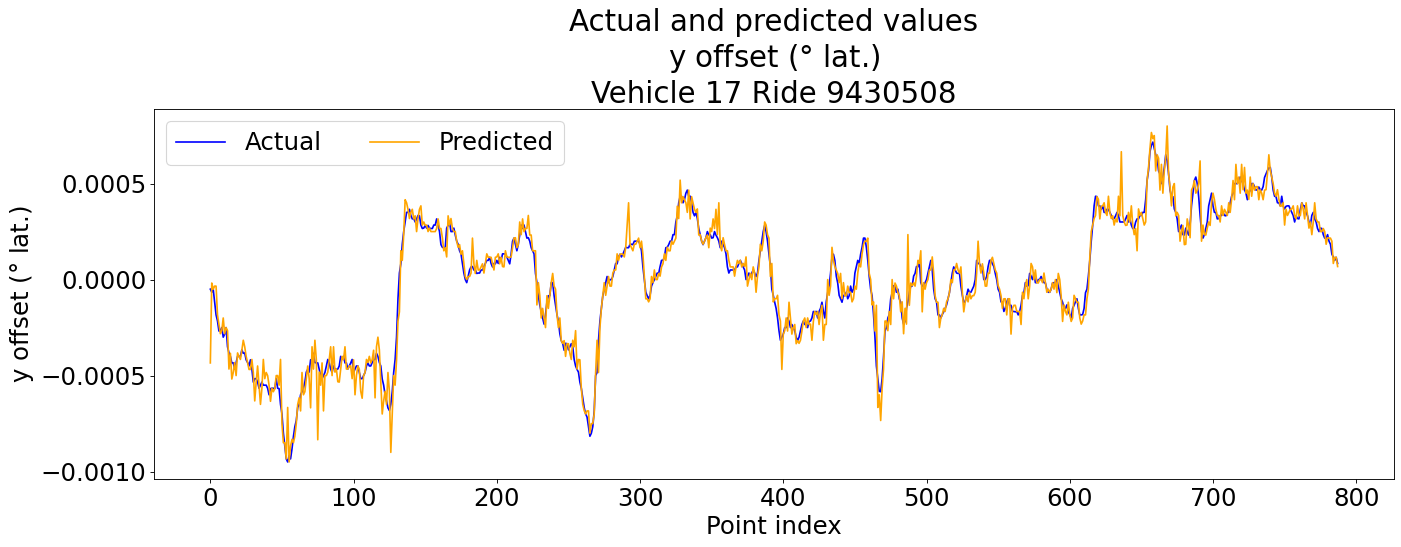 Actual and predicted values
y offset (° lat.)
Vehicle 17 Ride 9430508
Actual Predicted
y offset (° lat.)
0.0005
0.0000
−0.0005
−0.0010
0 100 200 300 400 500 600 700 800
Point index